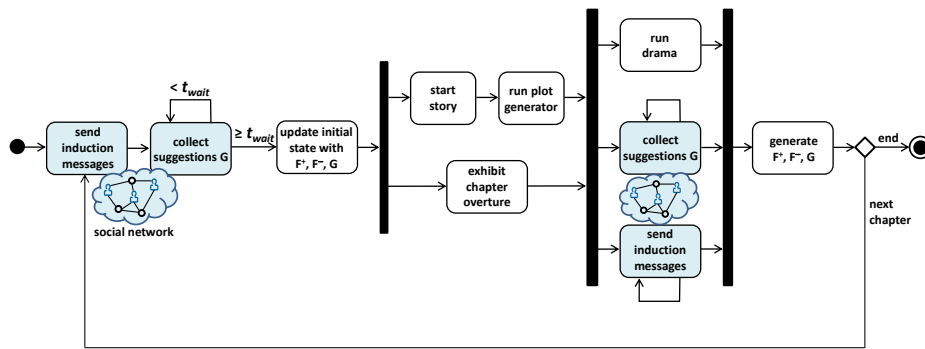 send
induction
messages
social network
< t_wait
collect
suggestions G
≥ t_wait
update initial
state with
F⁺, F⁻, G
start
story
run plot
generator
exhibit
chapter
overture
run
drama
collect
suggestions G
send
induction
messages
generate
F⁺, F⁻, G
end
next
chapter